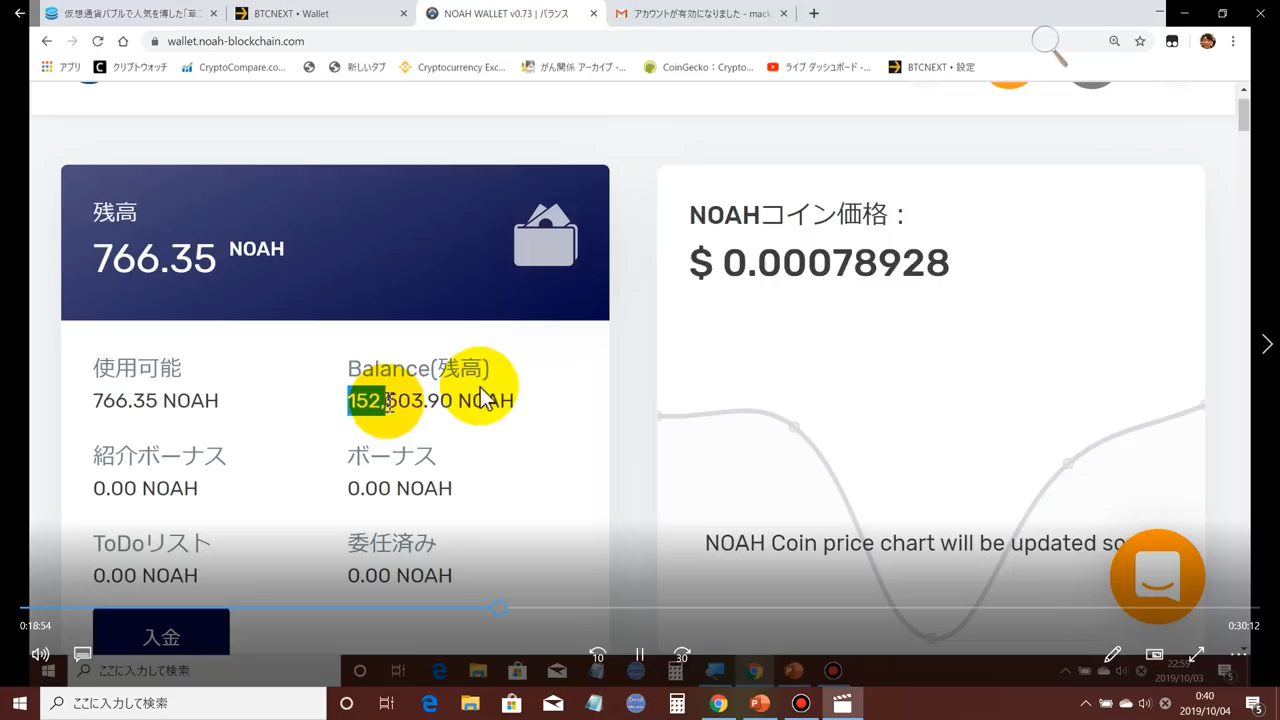 仮想通貨バブルで人気を博した「草コ
BTCNEXT • Wallet
NOAH WALLET v0.73 | バランス
アカウントが有効になりました - mack
wallet.noah-blockchain.com
アプリ
クリプトウォッチ
CryptoCompare.co...
新しいタブ
Cryptocurrency Exc...
がん関係 アーカイブ -...
CoinGecko：Crypto...
ライブ ダッシュボード -...
BTCNEXT • 設定
残高
766.35 NOAH
NOAHコイン価格：
$ 0.00078928
使用可能
Balance(残高)
766.35 NOAH
152,603.90 NOAH
紹介ボーナス
ボーナス
0.00 NOAH
0.00 NOAH
ToDoリスト
委任済み
0.00 NOAH
0.00 NOAH
NOAH Coin price chart will be updated so
入金
0:18:54
0:30:12
10
30
ここに入力して検索
22:59
2019/10/03
5
ここに入力して検索
0:40
2019/10/04
5